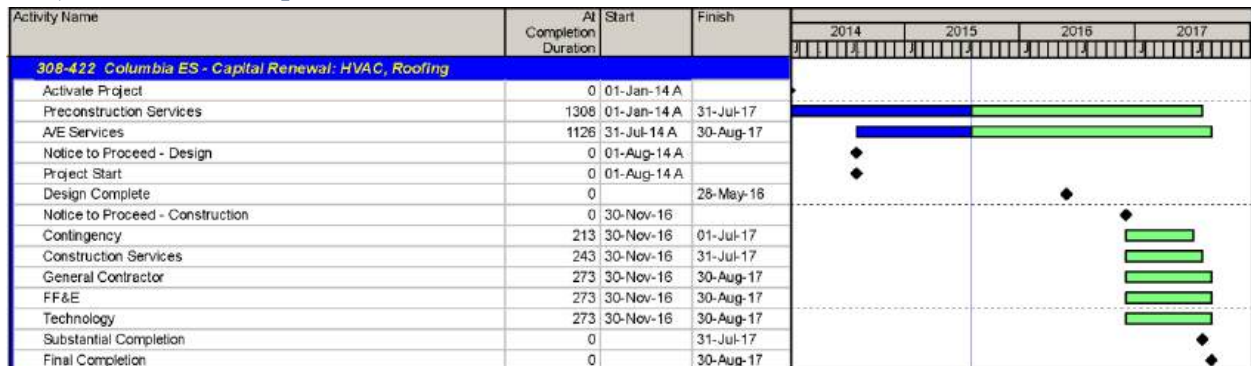 Activity Name At Completion Duration Start Finish 2014 2015 2016 2017
J J J J J J J J
308-422 Columbia ES - Capital Renewal: HVAC, Roofing
Activate Project 0 01-Jan-14 A
Preconstruction Services 1308 01-Jan-14 A 31-Jul-17
A/E Services 1126 31-Jul-14 A 30-Aug-17
Notice to Proceed - Design 0 01-Aug-14 A
Project Start 0 01-Aug-14 A
Design Complete 0 28-May-16
Notice to Proceed - Construction 0 30-Nov-16
Contingency 213 30-Nov-16 01-Jul-17
Construction Services 243 30-Nov-16 31-Jul-17
General Contractor 273 30-Nov-16 30-Aug-17
FF&E 273 30-Nov-16 30-Aug-17
Technology 273 30-Nov-16 30-Aug-17
Substantial Completion 0 31-Jul-17
Final Completion 0 30-Aug-17